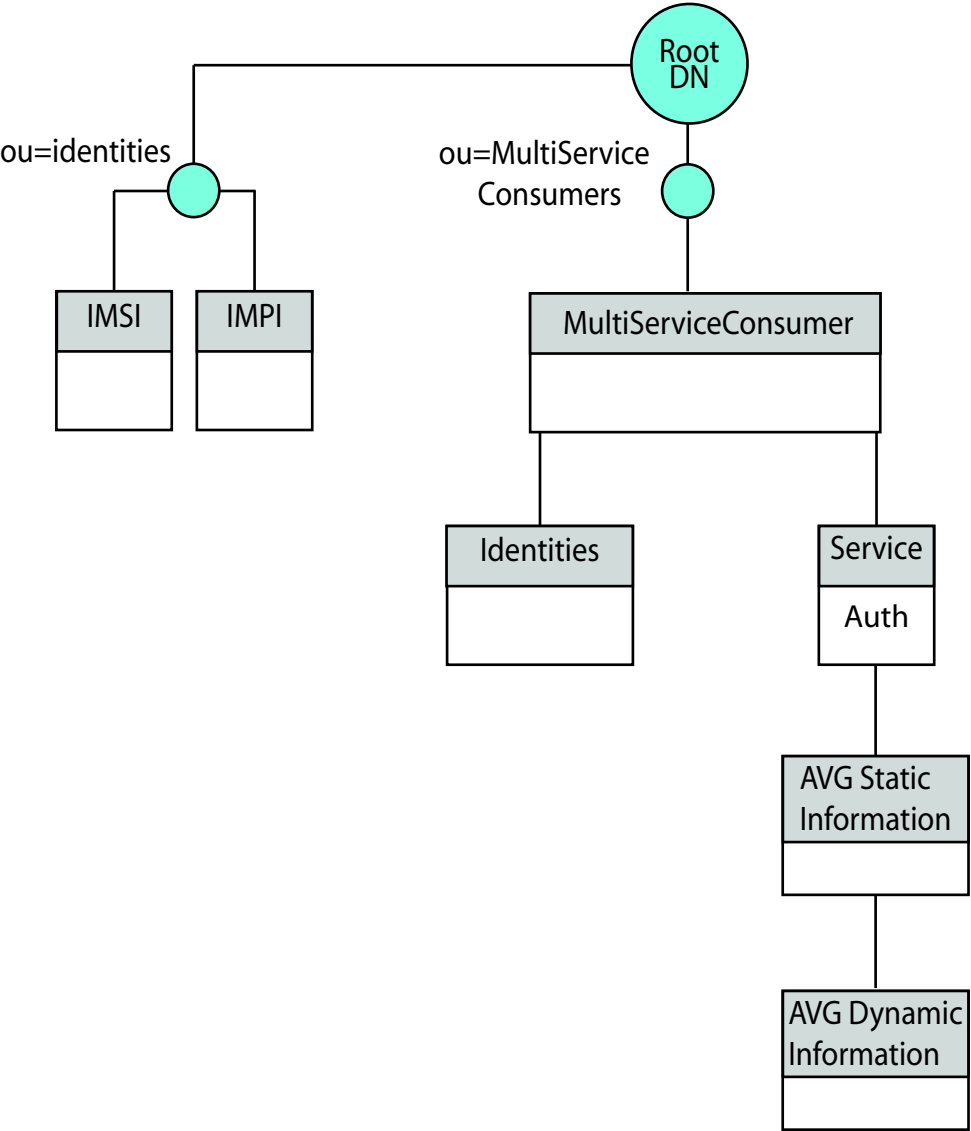 Root
DN
ou=identities
ou=MultiService
Consumers
IMSI
IMPI
MultiServiceConsumer
Identities
Service
Auth
AVG Static
Information
AVG Dynamic
Information